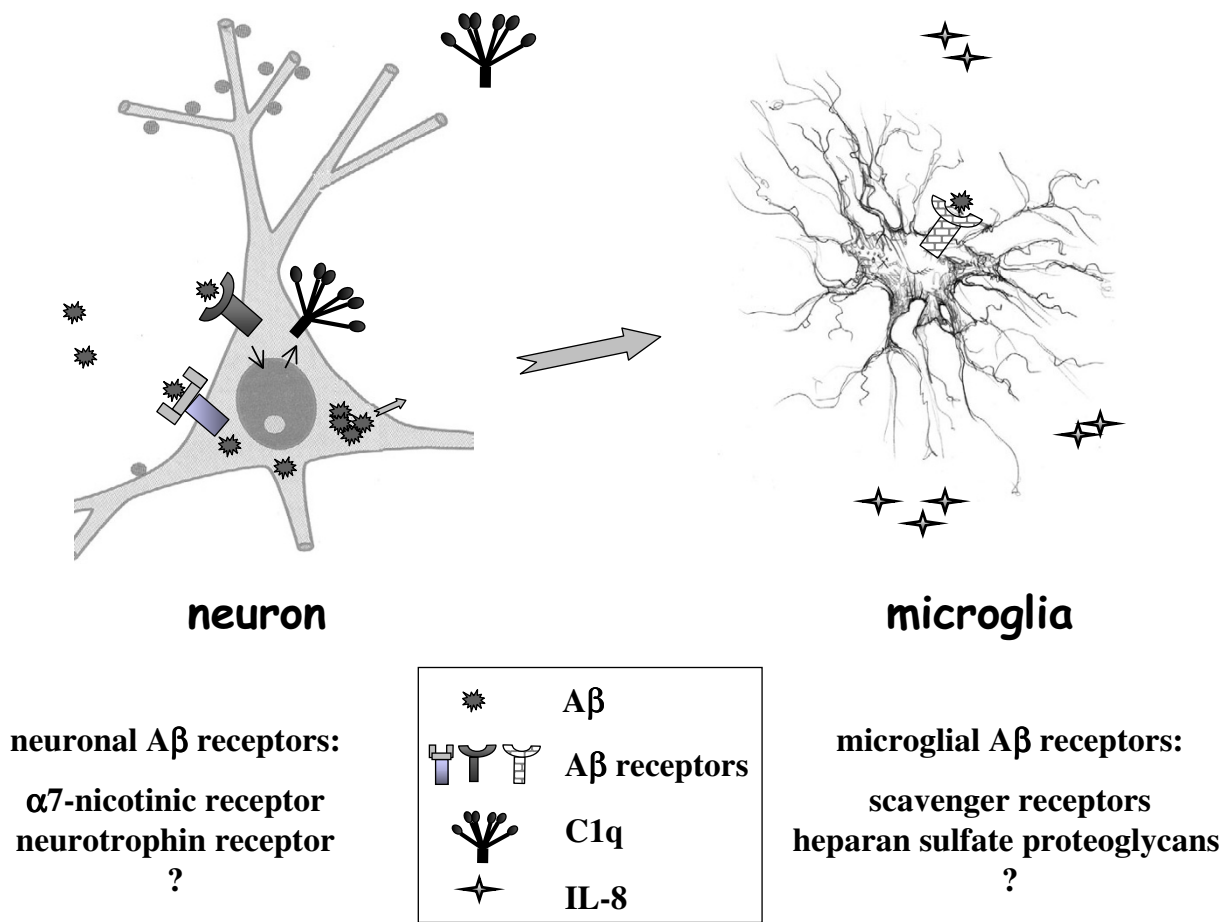 neuron
microglia
neuronal Aβ receptors:
α7-nicotinic receptor
neurotrophin receptor
?
Aβ
Aβ receptors
C1q
IL-8
microglial Aβ receptors:
scavenger receptors
heparan sulfate proteoglycans
?